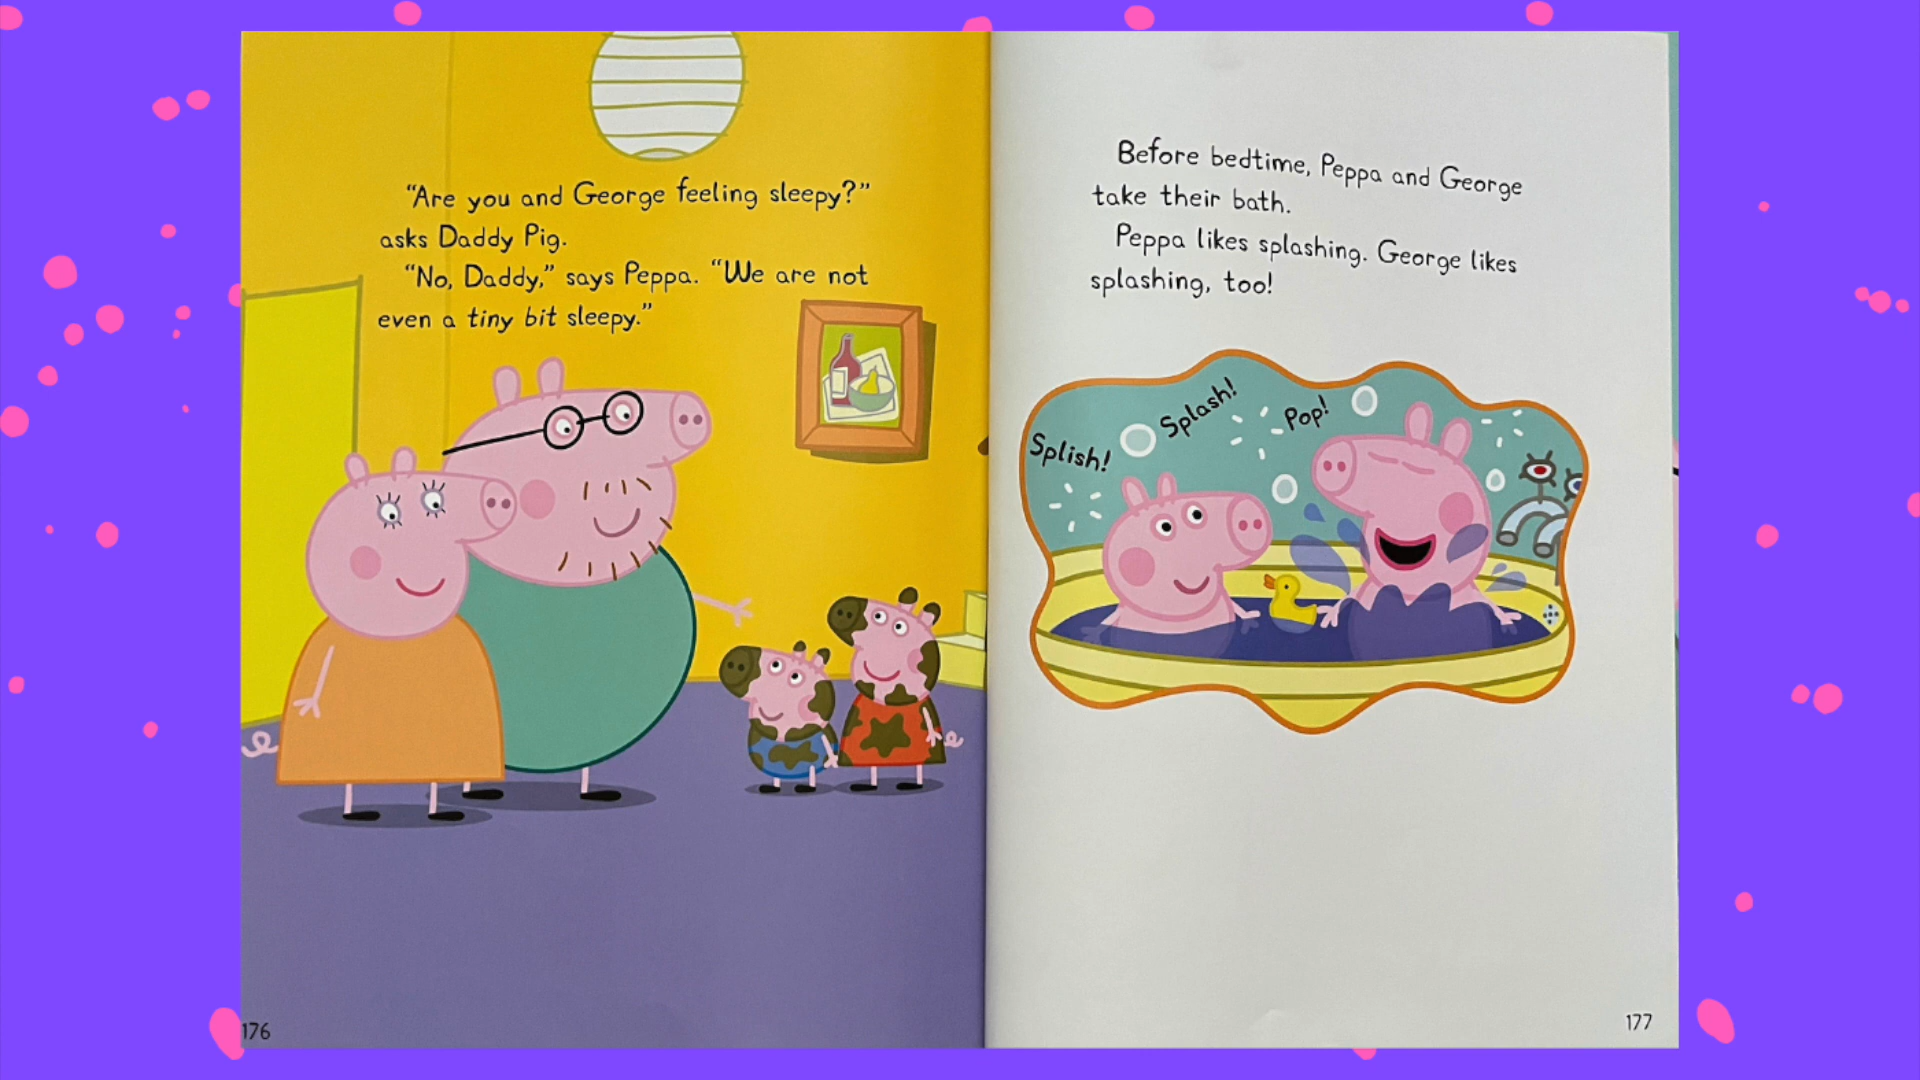 “Are you and George feeling sleepy?”
asks Daddy Pig.
“No, Daddy,” says Peppa. “We are not
even a tiny bit sleepy.”
176
Before bedtime, Peppa and George
take their bath.
Peppa likes splashing. George likes
splashing, too!
Splish!
Splash!
Pop!
177